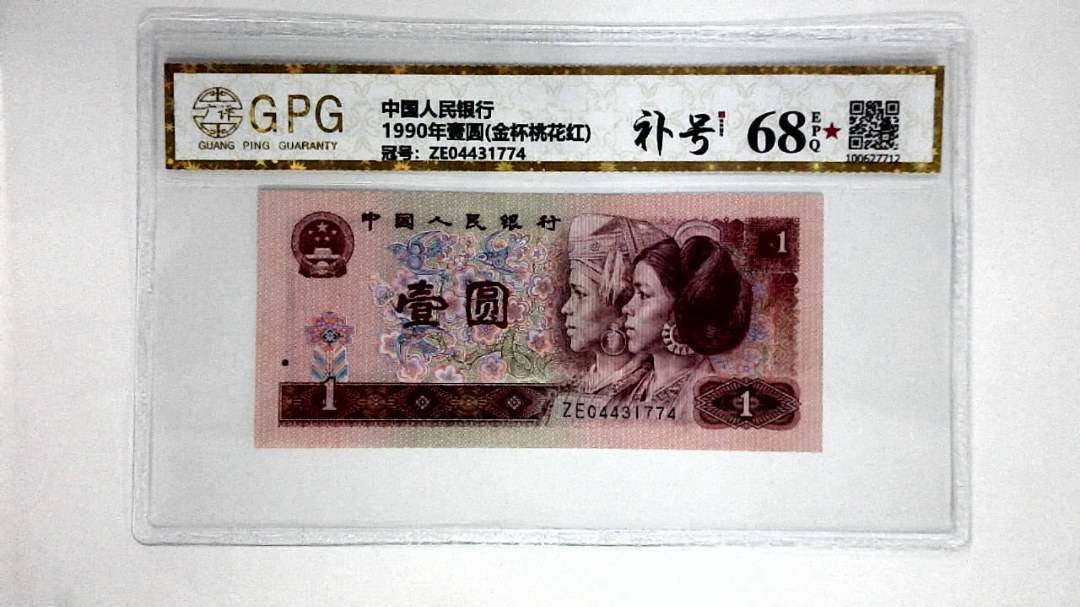 广评
GPG
GUANG PING GUARANTY
中国人民银行
1990年壹圆(金杯桃花红)
冠号：ZE04431774
补号
68
EPQ★
100627712
中国人民银行
1
壹圆
1
ZE04431774
1